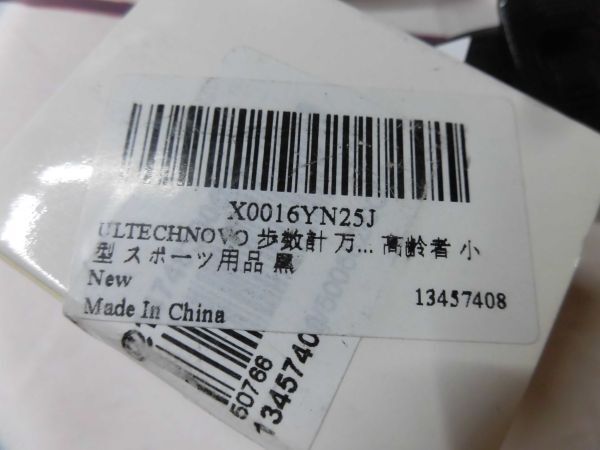 X0016YN25J
ULTECHNOVO 歩数計 万... 高齢者 小
型 スポーツ用品 黒
New
Made In China
13457408
50766
1345740